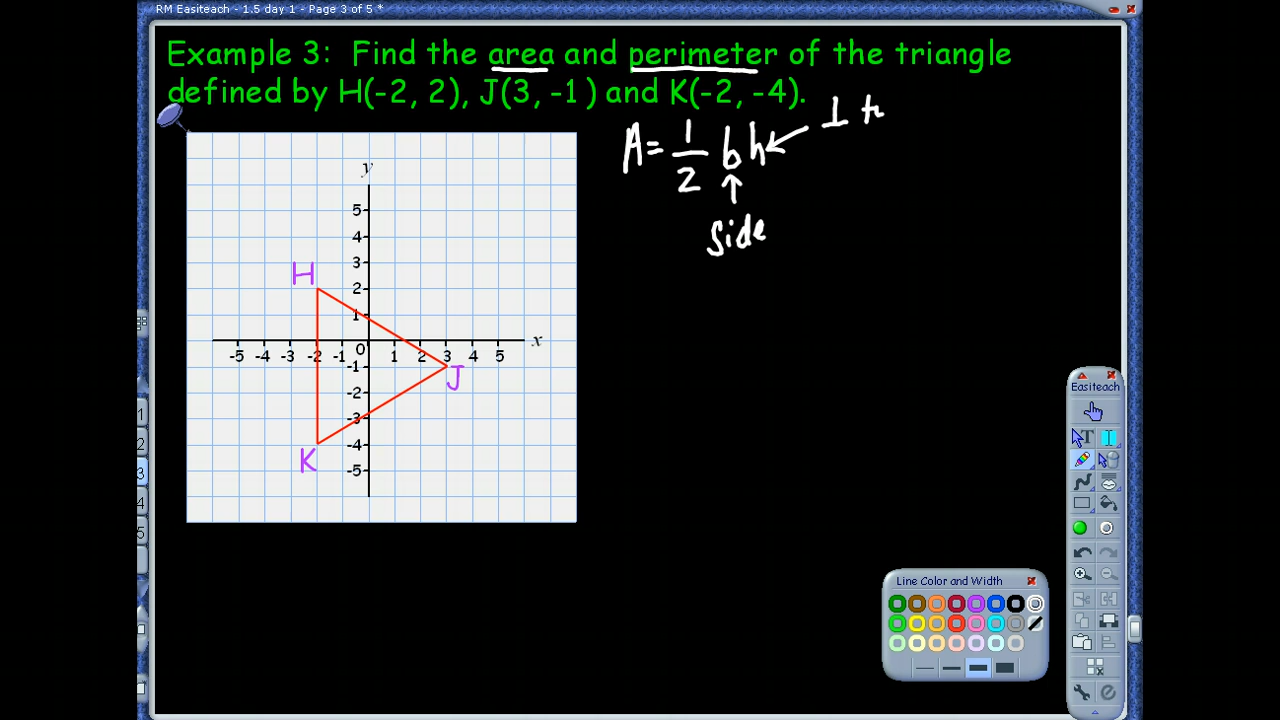 RM Easiteach - 1.5 day 1 - Page 3 of 5 *
Example 3: Find the area and perimeter of the triangle
defined by H(-2, 2), J(3, -1) and K(-2, -4).
A = 1/2 b h ← ⊥ t
↑
side
y
5
4
3
2
1
H
-5 -4 -3 -2 -1 0 1 2 3 4 5 x
-1
-2
-3
-4
-5
J
K
1
2
3
4
5
Easiteach
T
Line Color and Width